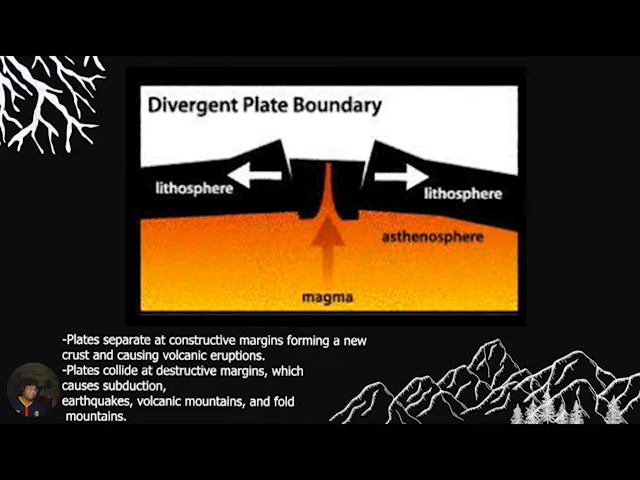 Divergent Plate Boundary
lithosphere
lithosphere
asthenosphere
magma
-Plates separate at constructive margins forming a new
crust and causing volcanic eruptions.
-Plates collide at destructive margins, which
causes subduction,
earthquakes, volcanic mountains, and fold
mountains.